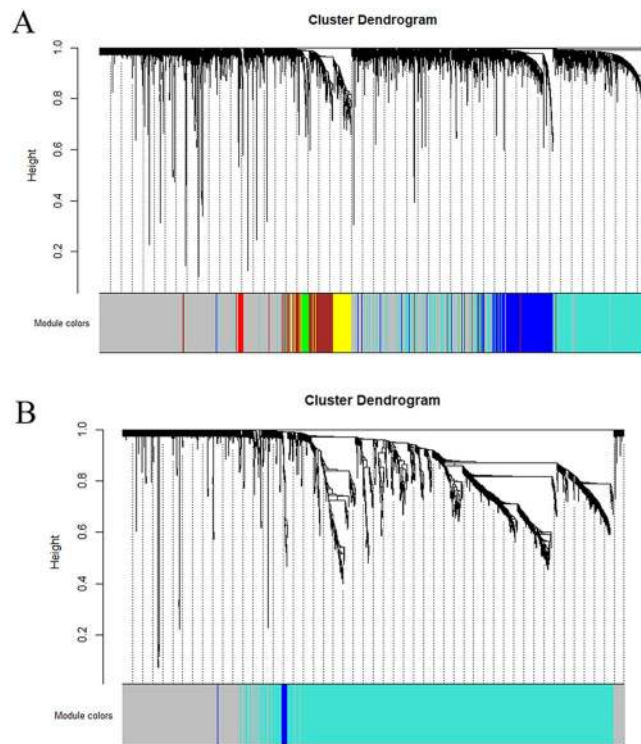 A
Cluster Dendrogram
1.0
0.8
0.6
0.4
0.2
Height
Module colors
B
Cluster Dendrogram
1.0
0.8
0.6
0.4
0.2
Height
Module colors